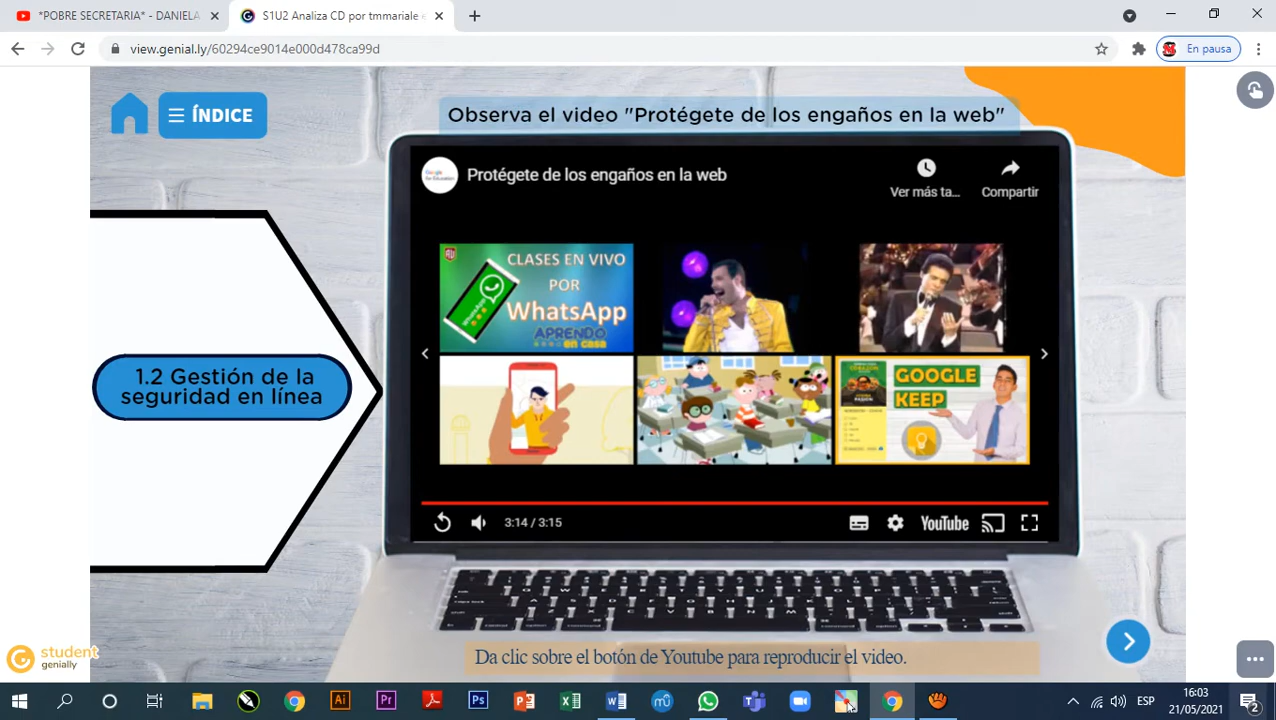 *POBRE SECRETARIA* - DANIELA
S1U2 Analiza CD por tmmariale e
view.genial.ly/60294ce9014e000d478ca99d
En pausa
ÍNDICE
Observa el video "Protégete de los engaños en la web"
Protégete de los engaños en la web
Ver más ta...
Compartir
CLASES EN VIVO
POR
WhatsApp
APRENDO
en casa
GOOGLE
KEEP
1.2 Gestión de la
seguridad en línea
3:14 / 3:15
YouTube
Da clic sobre el botón de Youtube para reproducir el video.
student
genially
Ai
Pr
Ps
ESP
16:03
21/05/2021
2